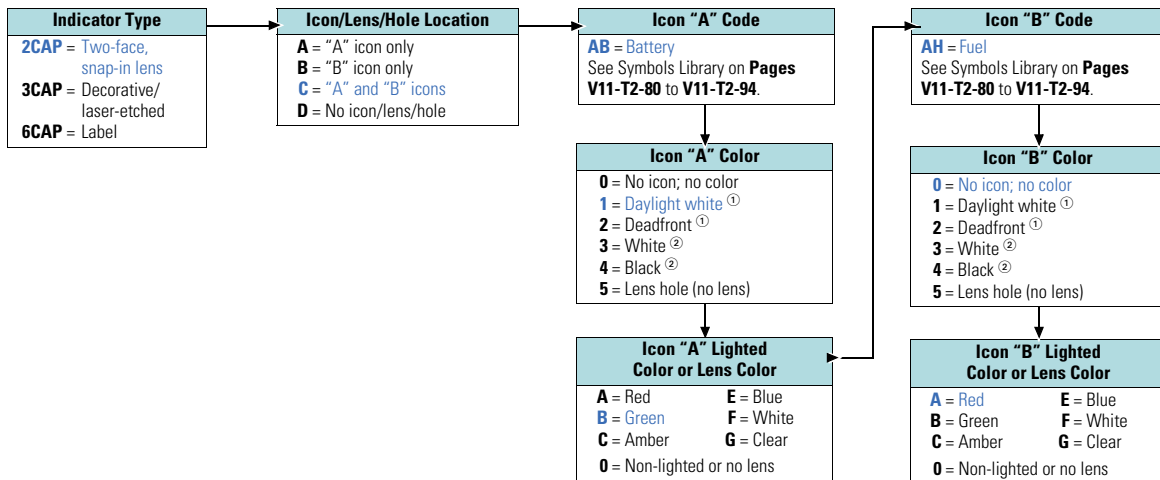 Indicator Type
2CAP = Two-face,
snap-in lens
3CAP = Decorative/
laser-etched
6CAP = Label
Icon/Lens/Hole Location
A = “A” icon only
B = “B” icon only
C = “A” and “B” icons
D = No icon/lens/hole
Icon “A” Code
AB = Battery
See Symbols Library on Pages
V11-T2-80 to V11-T2-94.
Icon “A” Color
0 = No icon; no color
1 = Daylight white ①
2 = Deadfront ①
3 = White ②
4 = Black ②
5 = Lens hole (no lens)
Icon “A” Lighted
Color or Lens Color
A = Red E = Blue
B = Green F = White
C = Amber G = Clear
0 = Non-lighted or no lens
Icon “B” Code
AH = Fuel
See Symbols Library on Pages
V11-T2-80 to V11-T2-94.
Icon “B” Color
0 = No icon; no color
1 = Daylight white ①
2 = Deadfront ①
3 = White ②
4 = Black ②
5 = Lens hole (no lens)
Icon “B” Lighted
Color or Lens Color
A = Red E = Blue
B = Green F = White
C = Amber G = Clear
0 = Non-lighted or no lens